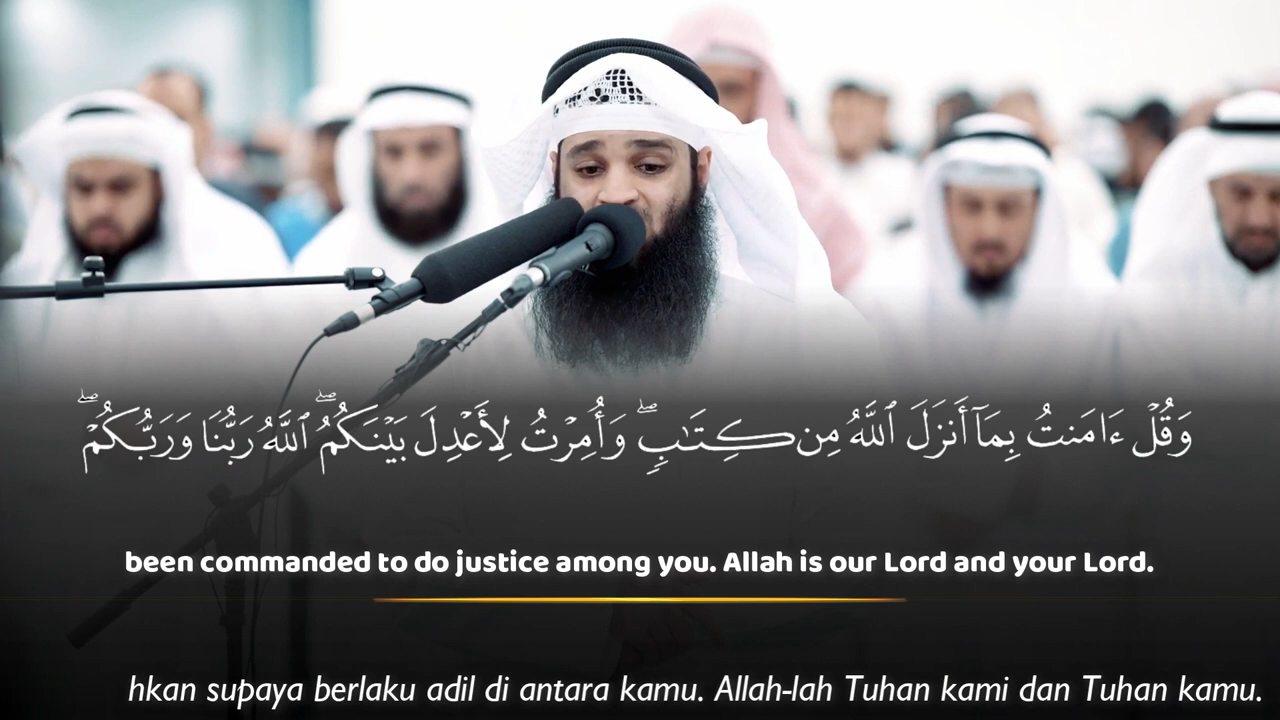 وَقُلْ ءَامَنتُ بِمَآ أَنزَلَ ٱللَّهُ مِن كِتَـٰبٍ ۖ وَأُمِرْتُ لِأَعْدِلَ بَيْنَكُمُ ۖ ٱللَّهُ رَبُّنَا وَرَبُّكُمْ ۖ
been commanded to do justice among you. Allah is our Lord and your Lord.
hkan supaya berlaku adil di antara kamu. Allah-lah Tuhan kami dan Tuhan kamu.